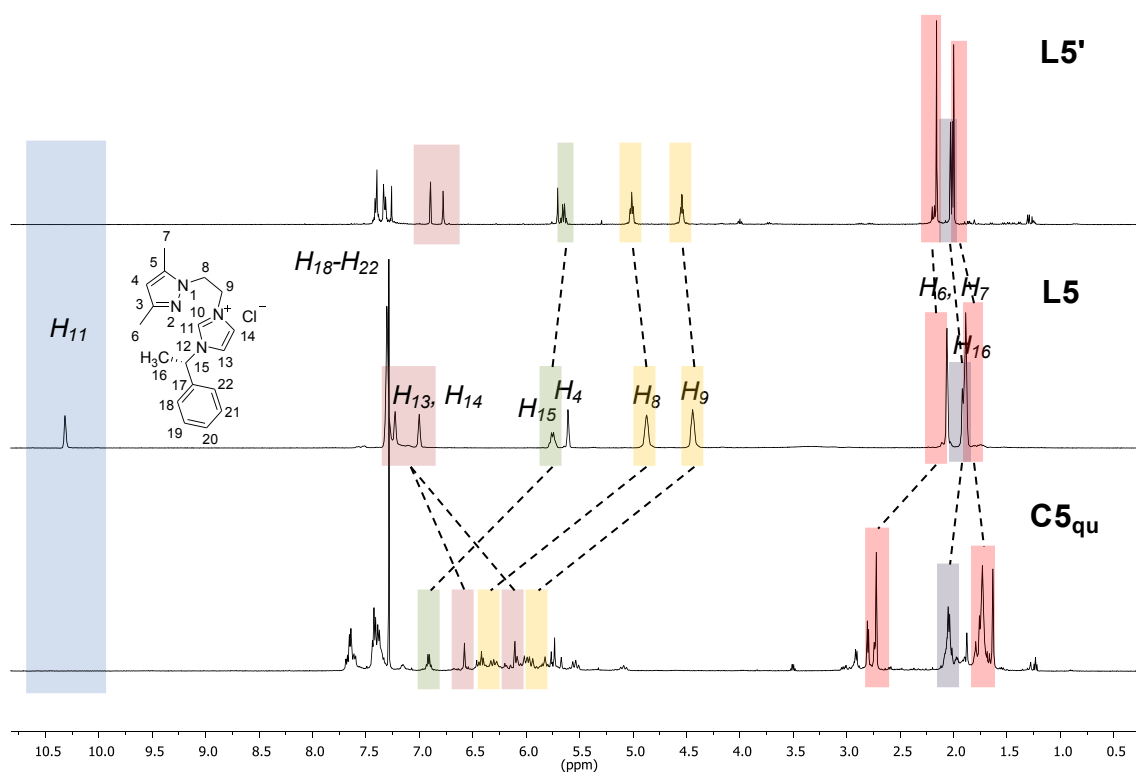 L5'
7
5
8
4
N
9
1
3
N
2
10
N
+
Cl⁻
6
11
14
12
N
H₃C
15
13
16
17
22
18
21
19
20
H₁₁
H₁₈-H₂₂
L5
H₆, H₇
H₁₆
H₁₃, H₁₄
H₁₅
H₄
H₈
H₉
C5qu
10.5 10.0 9.5 9.0 8.5 8.0 7.5 7.0 6.5 6.0 5.5 5.0 4.5 4.0 3.5 3.0 2.5 2.0 1.5 1.0 0.5
(ppm)